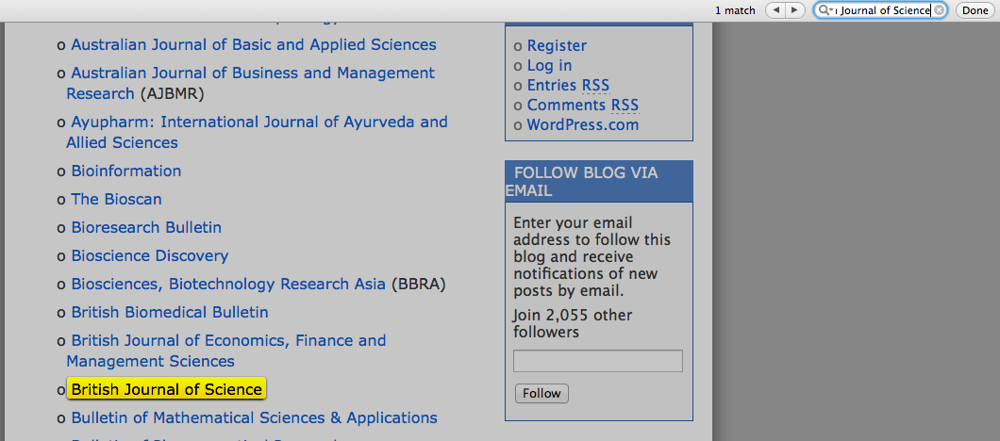 1 match
Journal of Science
Done
o Australian Journal of Basic and Applied Sciences
o Australian Journal of Business and Management
Research (AJBMR)
o Ayupharm: International Journal of Ayurveda and
Allied Sciences
o Bioinformation
o The Bioscan
o Bioresearch Bulletin
o Bioscience Discovery
o Biosciences, Biotechnology Research Asia (BBRA)
o British Biomedical Bulletin
o British Journal of Economics, Finance and
Management Sciences
o British Journal of Science
o Bulletin of Mathematical Sciences & Applications
o Register
o Log in
o Entries RSS
o Comments RSS
o WordPress.com
FOLLOW BLOG VIA
EMAIL
Enter your email
address to follow this
blog and receive
notifications of new
posts by email.
Join 2,055 other
followers
Follow